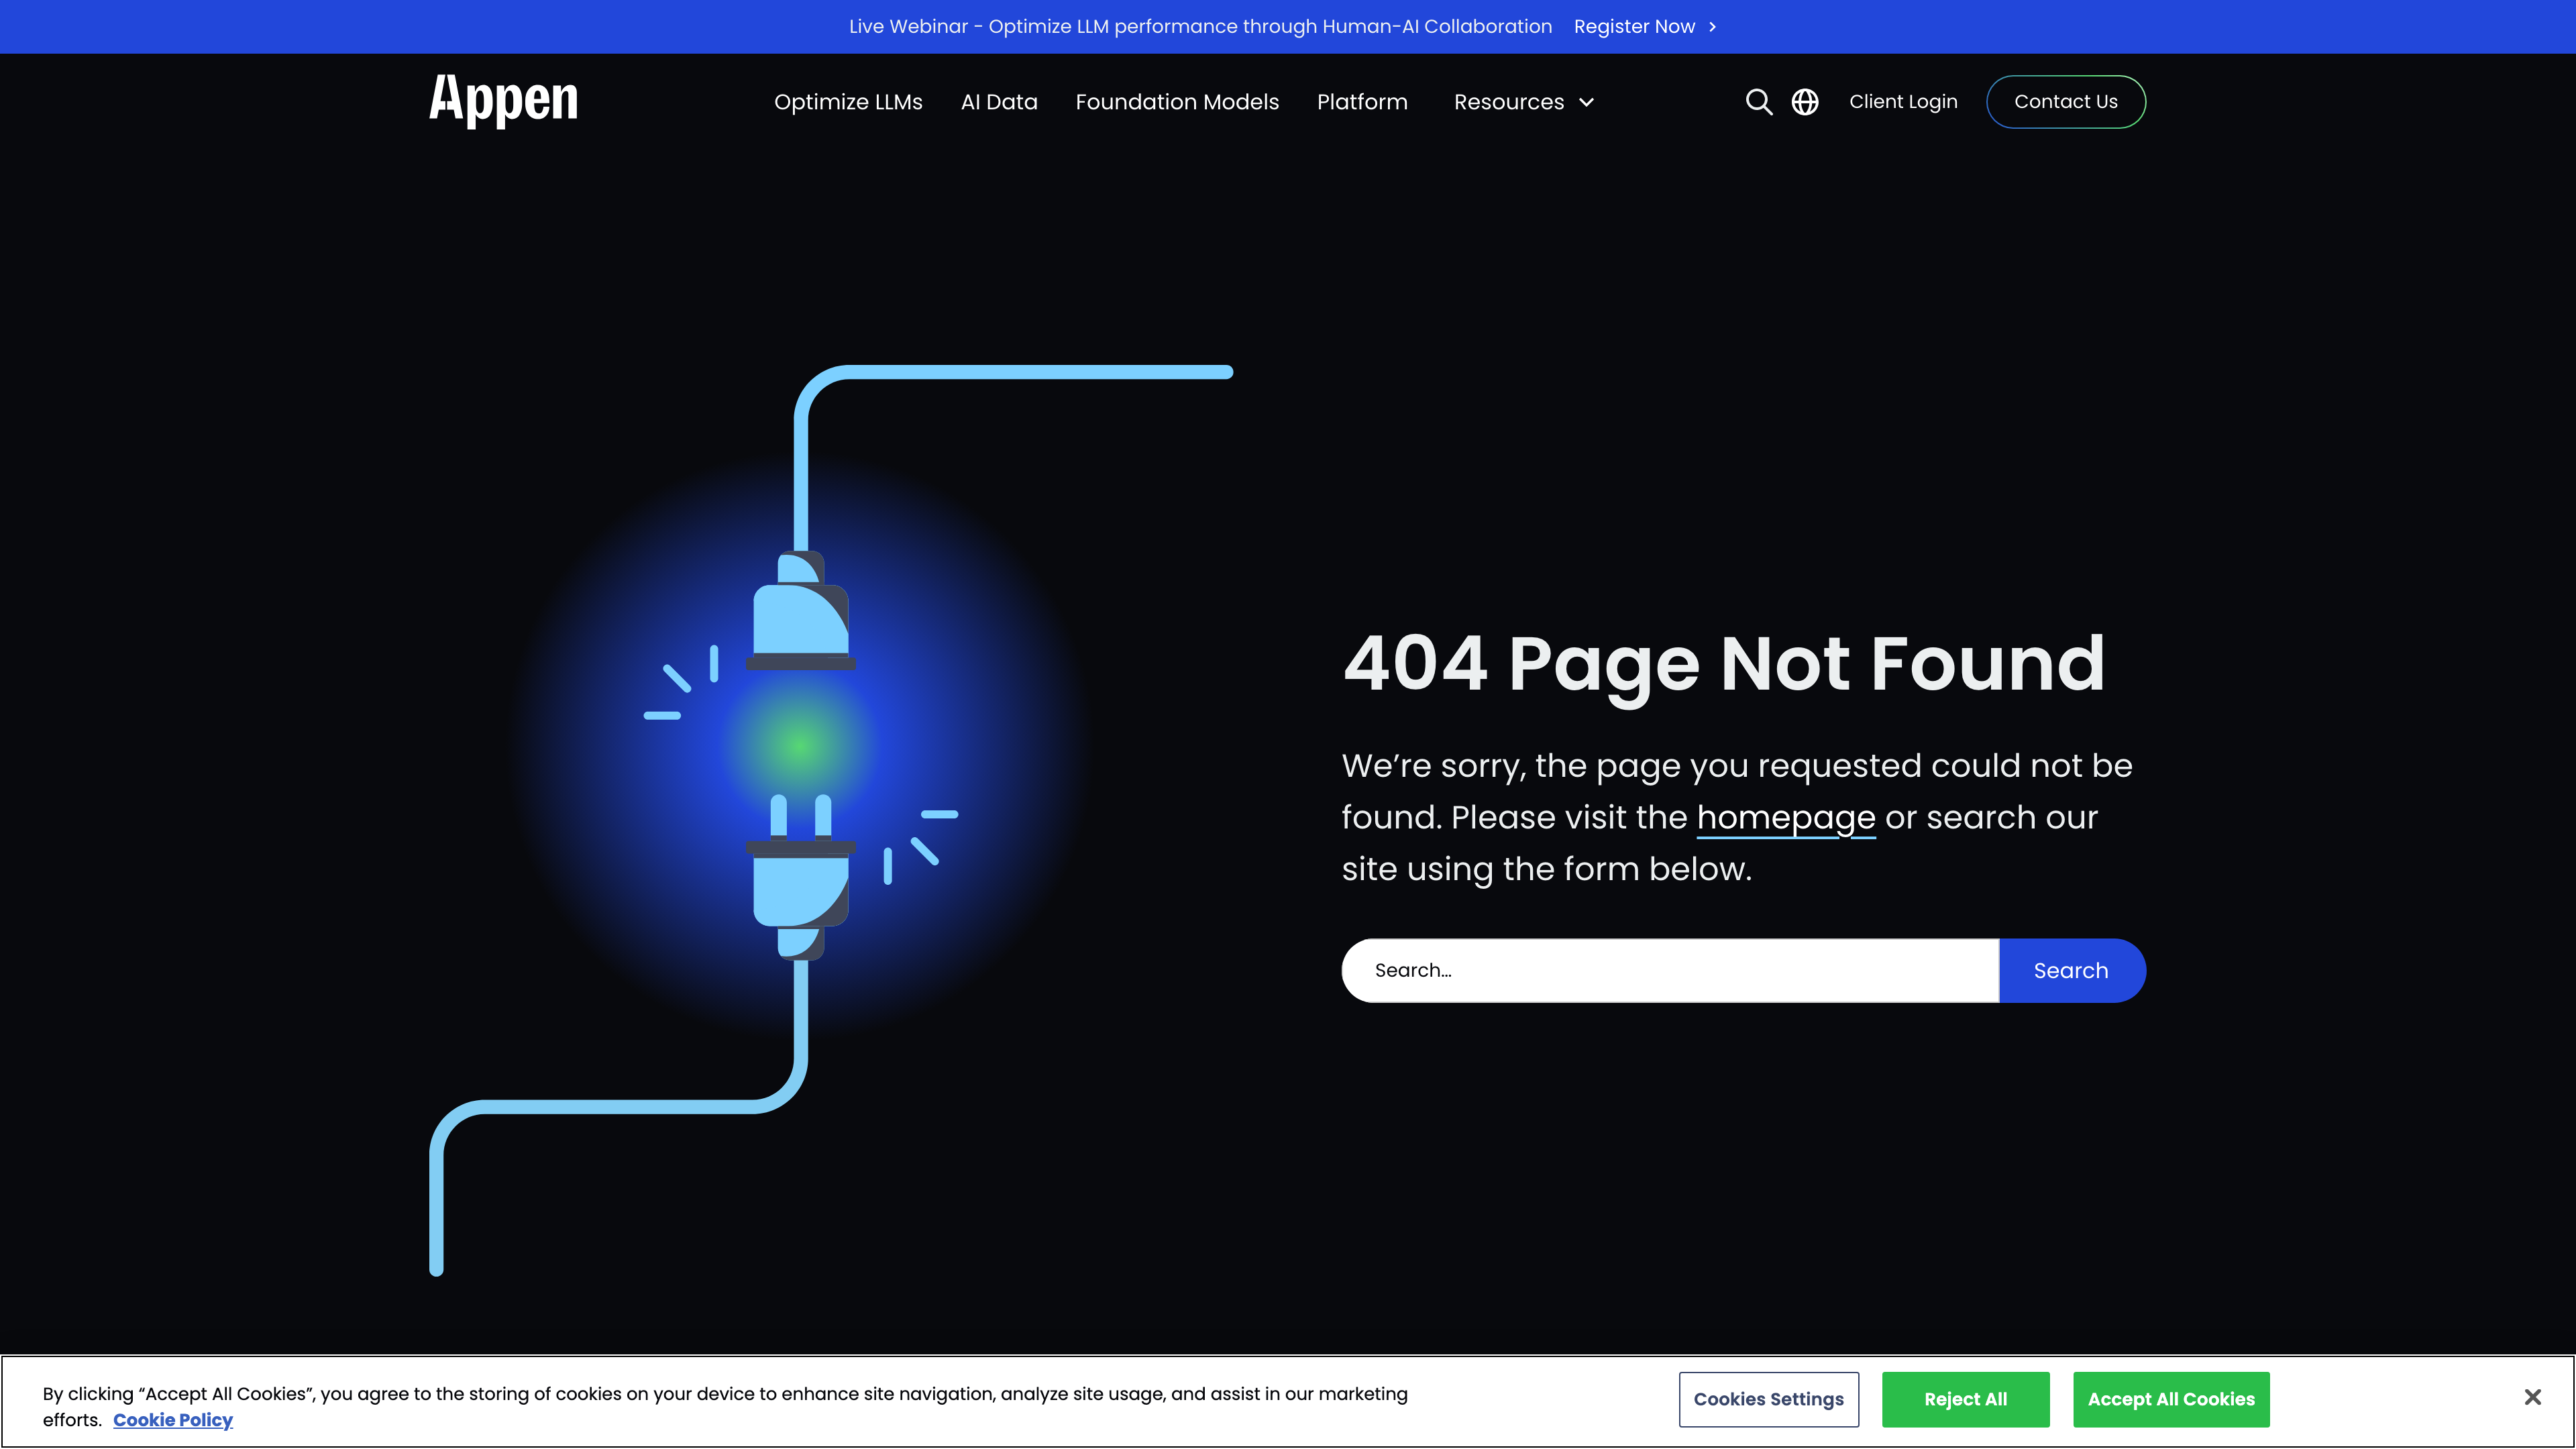 Live Webinar - Optimize LLM performance through Human-AI Collaboration Register Now
Appen
Optimize LLMs AI Data Foundation Models Platform Resources Client Login Contact Us
404 Page Not Found
We’re sorry, the page you requested could not be
found. Please visit the homepage or search our
site using the form below.
Search... Search
By clicking “Accept All Cookies”, you agree to the storing of cookies on your device to enhance site navigation, analyze site usage, and assist in our marketing
efforts. Cookie Policy
Cookies Settings Reject All Accept All Cookies